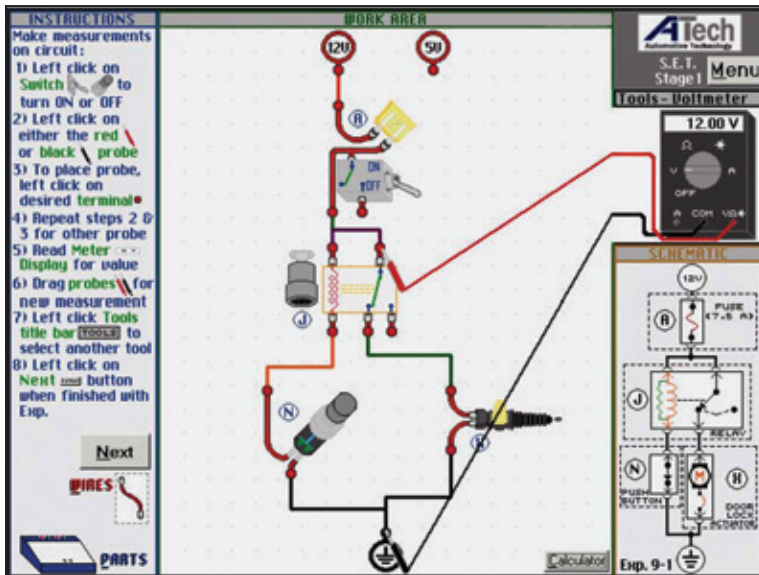 INSTRUCTIONS
Make measurements
on circuit:
1) Left click on
Switch to
turn ON or OFF
2) Left click on
either the red
or black probe
3) To place probe,
left click on
desired terminal
4) Repeat steps 2 &
3 for other probe
5) Read Meter
Display for value
6) Drag probes for
new measurement
7) Left click Tools
title bar TOOLS to
select another tool
8) Left click on
Next button
when finished with
Exp.
Next
WIRES
PARTS
WORK AREA
12V
5V
A
ON
OFF
J
N
Calculator
ATech
Automotive Technology
S.E.T.
Stage1
Menu
Tools-Voltmeter
12.00 V
Ω
V
A
OFF
A
COM
VΩ
SCHEMATIC
12V
A
FUSE
(7.5 A)
J
RELAY
N
M
PUSH
BUTTON
DOOR
LOCK
ACTUATOR
Exp. 9-1